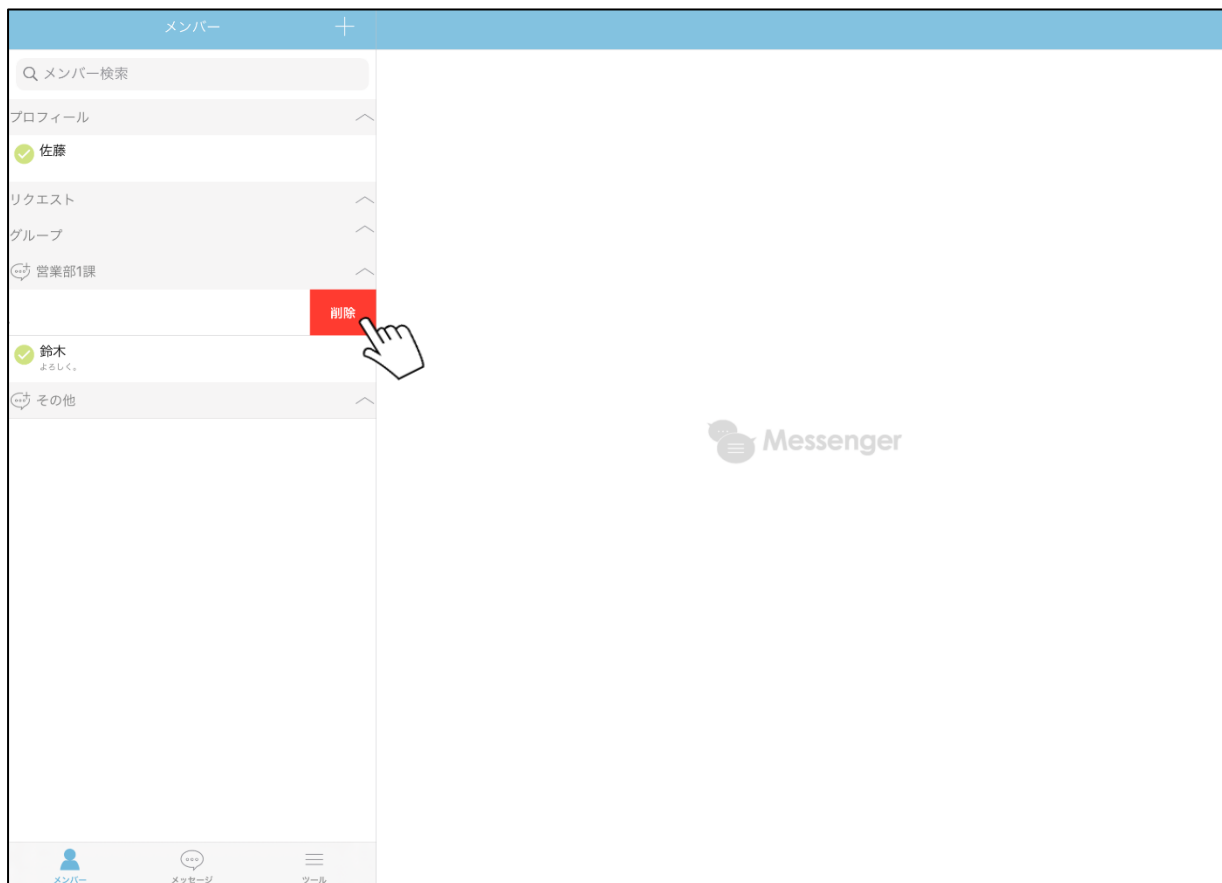 メンバー
メンバー検索
プロフィール
佐藤
リクエスト
グループ
営業部1課
削除
鈴木
よろしく。
その他
Messenger
メンバー
メッセージ
ツール